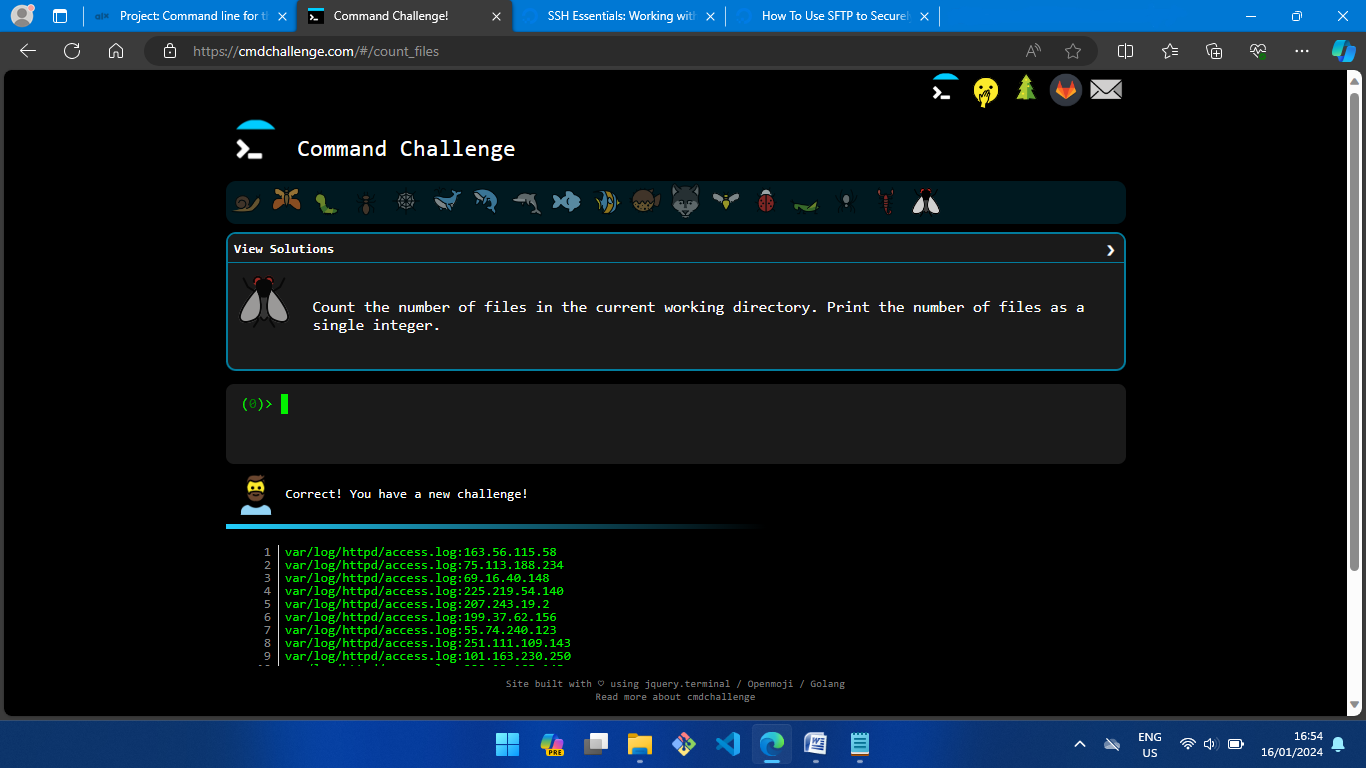 Project: Command line for th
Command Challenge!
SSH Essentials: Working with
How To Use SFTP to Securel
https://cmdchallenge.com/#/count_files
Command Challenge
View Solutions
Count the number of files in the current working directory. Print the number of files as a
single integer.
(0)>
Correct! You have a new challenge!
1 var/log/httpd/access.log:163.56.115.58
2 var/log/httpd/access.log:75.113.188.234
3 var/log/httpd/access.log:69.16.40.148
4 var/log/httpd/access.log:225.219.54.140
5 var/log/httpd/access.log:207.243.19.2
6 var/log/httpd/access.log:199.37.62.156
7 var/log/httpd/access.log:55.74.240.123
8 var/log/httpd/access.log:251.111.109.143
9 var/log/httpd/access.log:101.163.230.250
Site built with ♡ using jquery.terminal / Openmoji / Golang
Read more about cmdchallenge
PRE
ENG
US
16:54
16/01/2024